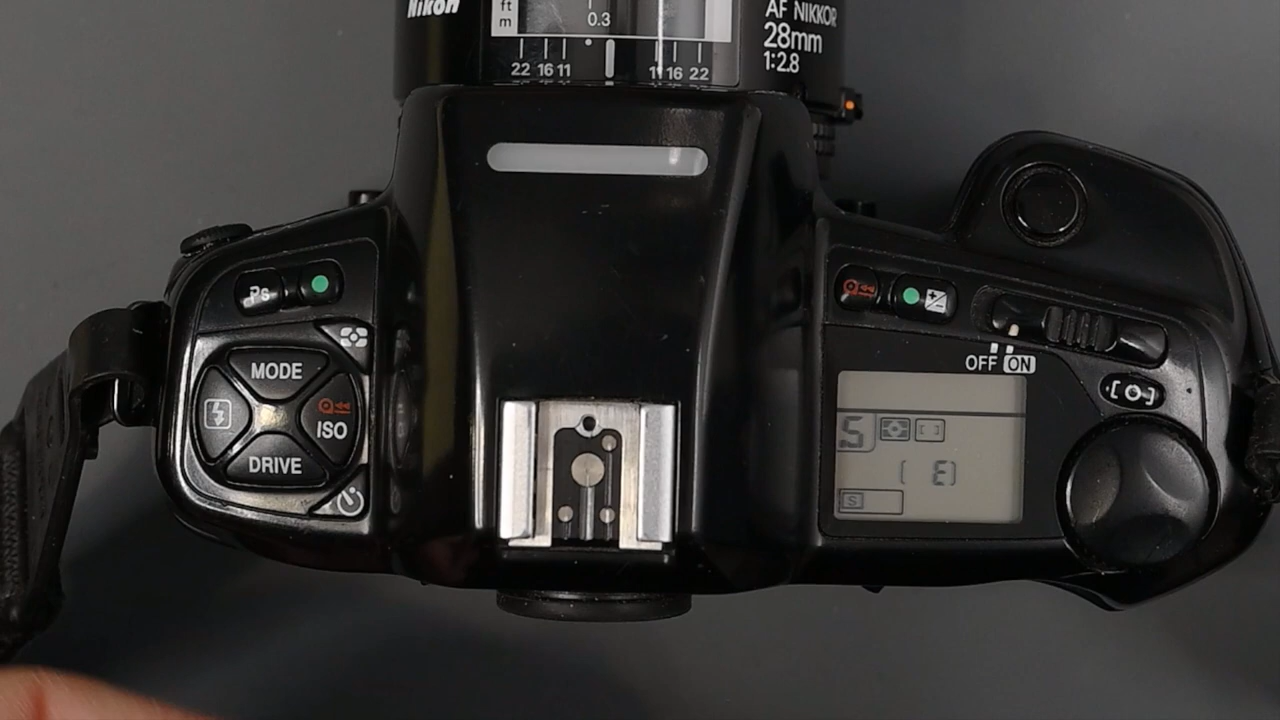 Nikon
ft
m
0.3
22 16 11 11 16 22
AF NIKKOR
28mm
1:2.8
Ps
MODE
ISO
DRIVE
OFF ON
S
[ E]
S